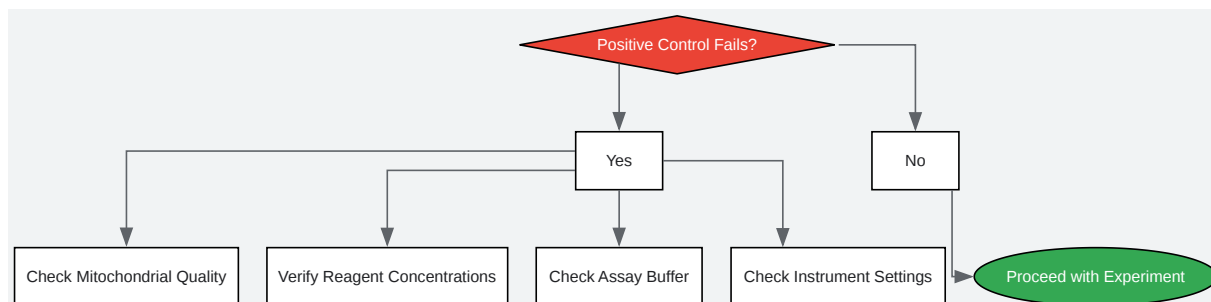 Positive Control Fails?
Yes
No
Check Mitochondrial Quality
Verify Reagent Concentrations
Check Assay Buffer
Check Instrument Settings
Proceed with Experiment